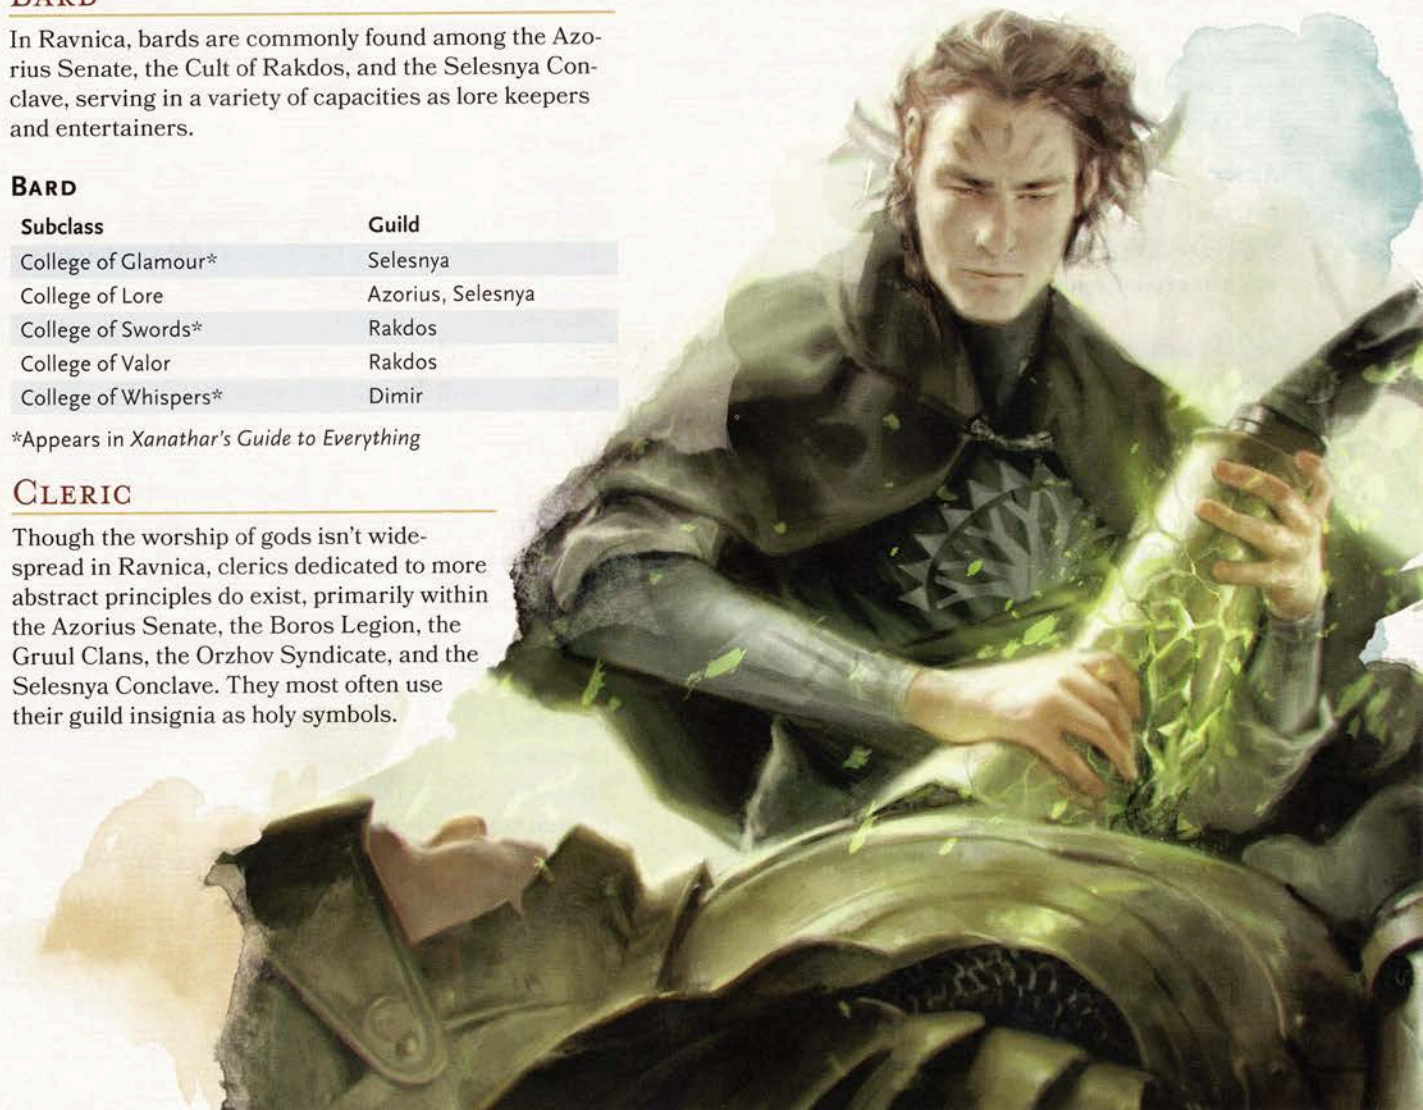 BARD
In Ravnica, bards are commonly found among the Azo-
rius Senate, the Cult of Rakdos, and the Selesnya Con-
clave, serving in a variety of capacities as lore keepers
and entertainers.
BARD
Subclass Guild
College of Glamour* Selesnya
College of Lore Azorius, Selesnya
College of Swords* Rakdos
College of Valor Rakdos
College of Whispers* Dimir
*Appears in Xanathar's Guide to Everything
CLERIC
Though the worship of gods isn't wide-
spread in Ravnica, clerics dedicated to more
abstract principles do exist, primarily within
the Azorius Senate, the Boros Legion, the
Gruul Clans, the Orzhov Syndicate, and the
Selesnya Conclave. They most often use
their guild insignia as holy symbols.